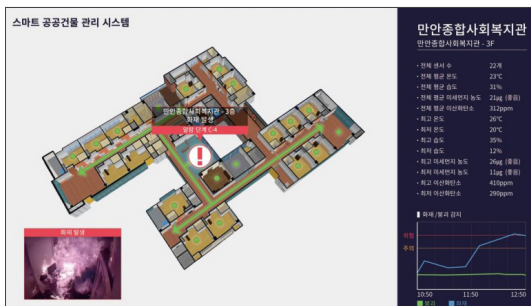 스마트 공공건물 관리 시스템
만안종합사회복지관 - 3층
화재 발생
알람 단계 C-4
화재 발생
만안종합사회복지관
만안종합사회복지관 - 3F
· 전체 센서 수 22개
· 전체 평균 온도 23℃
· 전체 평균 습도 31%
· 전체 평균 미세먼지 농도 21㎍ (좋음)
· 전체 평균 이산화탄소 312ppm
· 최고 온도 26℃
· 최저 온도 20℃
· 최고 습도 35%
· 최저 습도 12%
· 최고 미세먼지 농도 26㎍ (좋음)
· 최저 미세먼지 농도 11㎍ (좋음)
· 최고 이산화탄소 410ppm
· 최저 이산화탄소 290ppm
화재/붕괴 감지
위험
주의
10:50 11:50 12:50
붕괴 화재